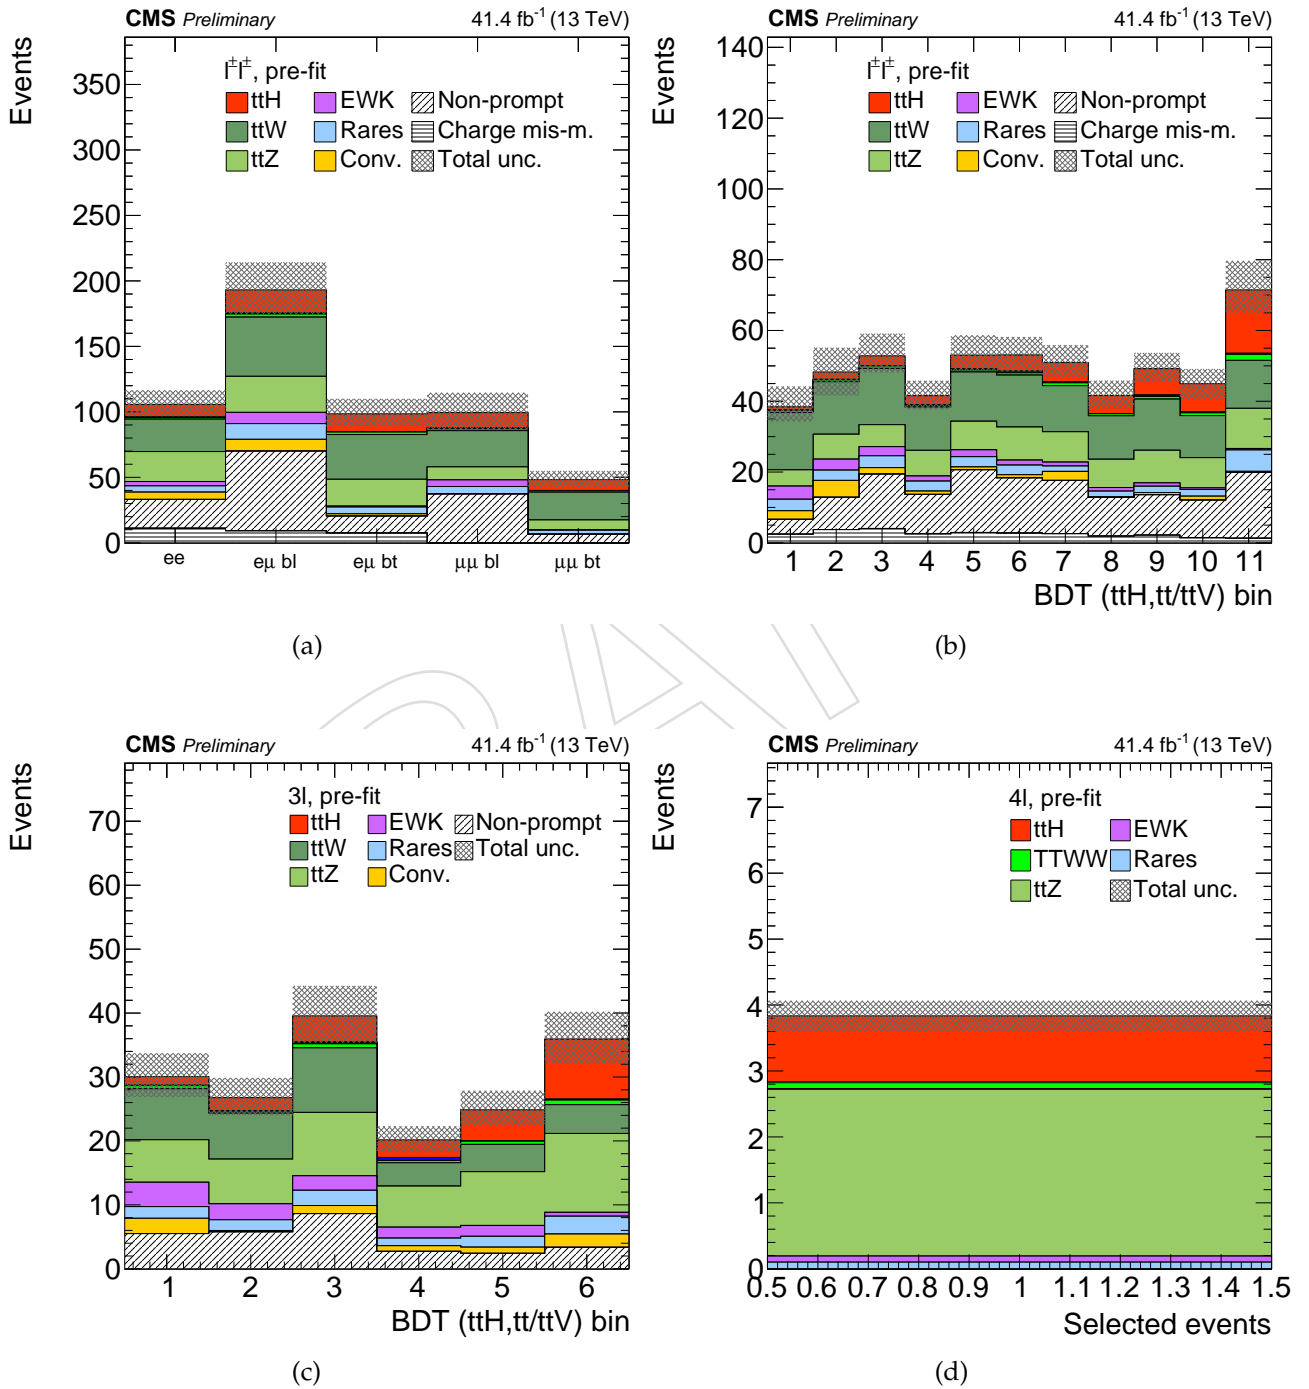 CMS Preliminary 41.4 fb⁻¹ (13 TeV)
Events
l±l±, pre-fit
ttH EWK Non-prompt
ttW Rares Charge mis-m.
ttZ Conv. Total unc.
350
300
250
200
150
100
50
0
ee eμ bl eμ bt μμ bl μμ bt
(a)
CMS Preliminary 41.4 fb⁻¹ (13 TeV)
Events
l±l±, pre-fit
ttH EWK Non-prompt
ttW Rares Charge mis-m.
ttZ Conv. Total unc.
140
120
100
80
60
40
20
0
1 2 3 4 5 6 7 8 9 10 11
BDT (ttH,tt/ttV) bin
(b)
CMS Preliminary 41.4 fb⁻¹ (13 TeV)
Events
3l, pre-fit
ttH EWK Non-prompt
ttW Rares Total unc.
ttZ Conv.
70
60
50
40
30
20
10
0
1 2 3 4 5 6
BDT (ttH,tt/ttV) bin
(c)
CMS Preliminary 41.4 fb⁻¹ (13 TeV)
Events
4l, pre-fit
ttH EWK
TTWW Rares
ttZ Total unc.
7
6
5
4
3
2
1
0
0.5 0.6 0.7 0.8 0.9 1 1.1 1.2 1.3 1.4 1.5
Selected events
(d)